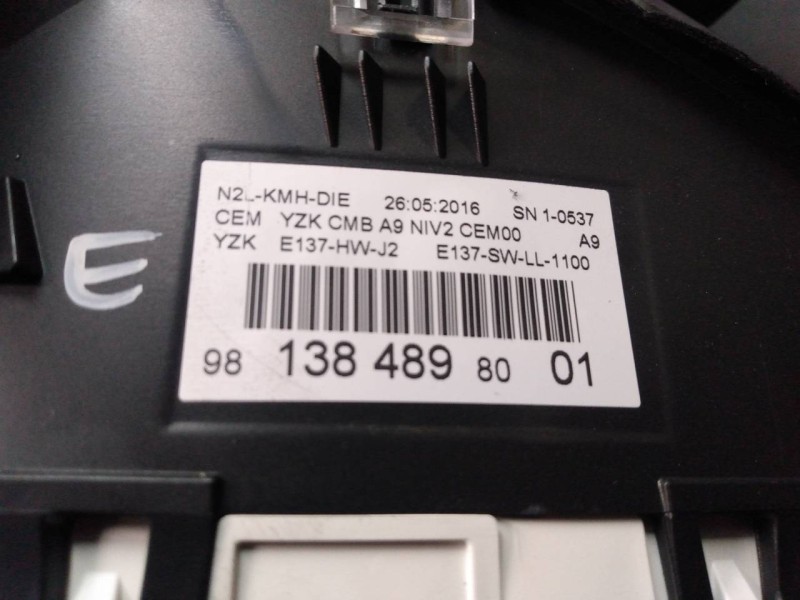 N2L-KMH-DIE 26:05:2016 SN 1-0537
CEM YZK CMB A9 NIV2 CEM00 A9
YZK E137-HW-J2 E137-SW-LL-1100
98 138 489 80 01
E